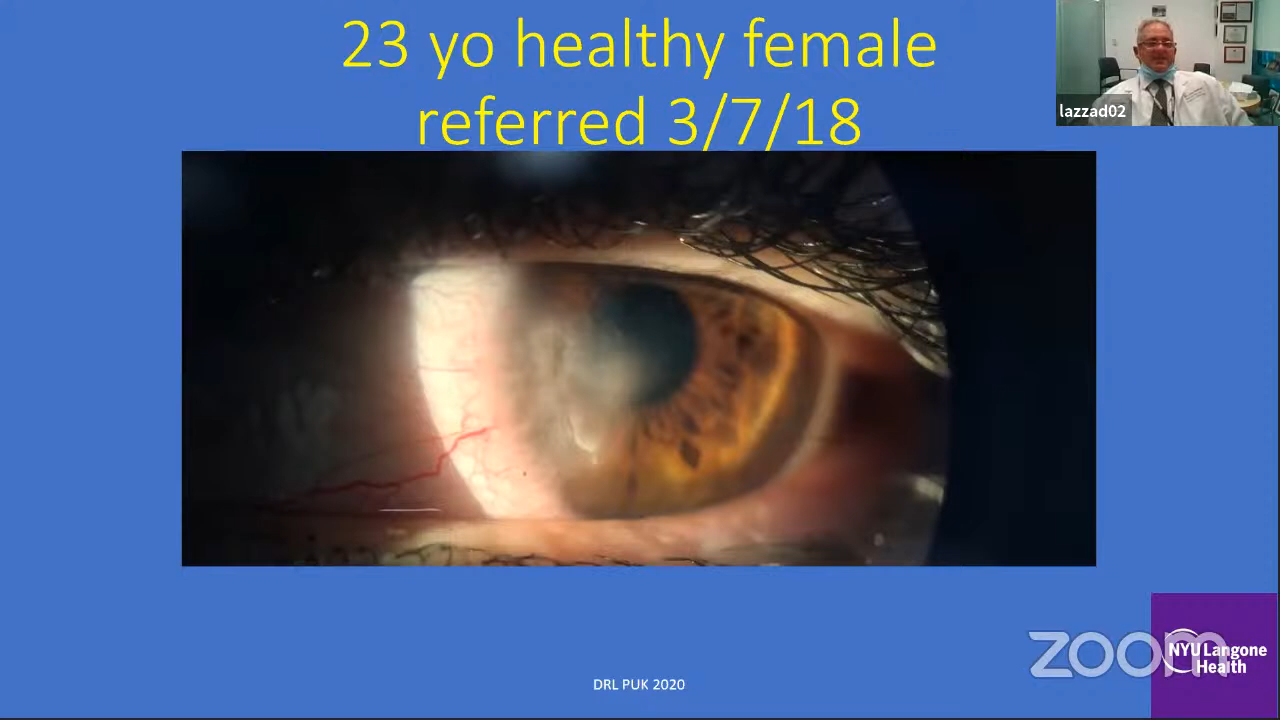 23 yo healthy female
referred 3/7/18
lazzad02
DRL PUK 2020
zoom
NYU Langone
Health